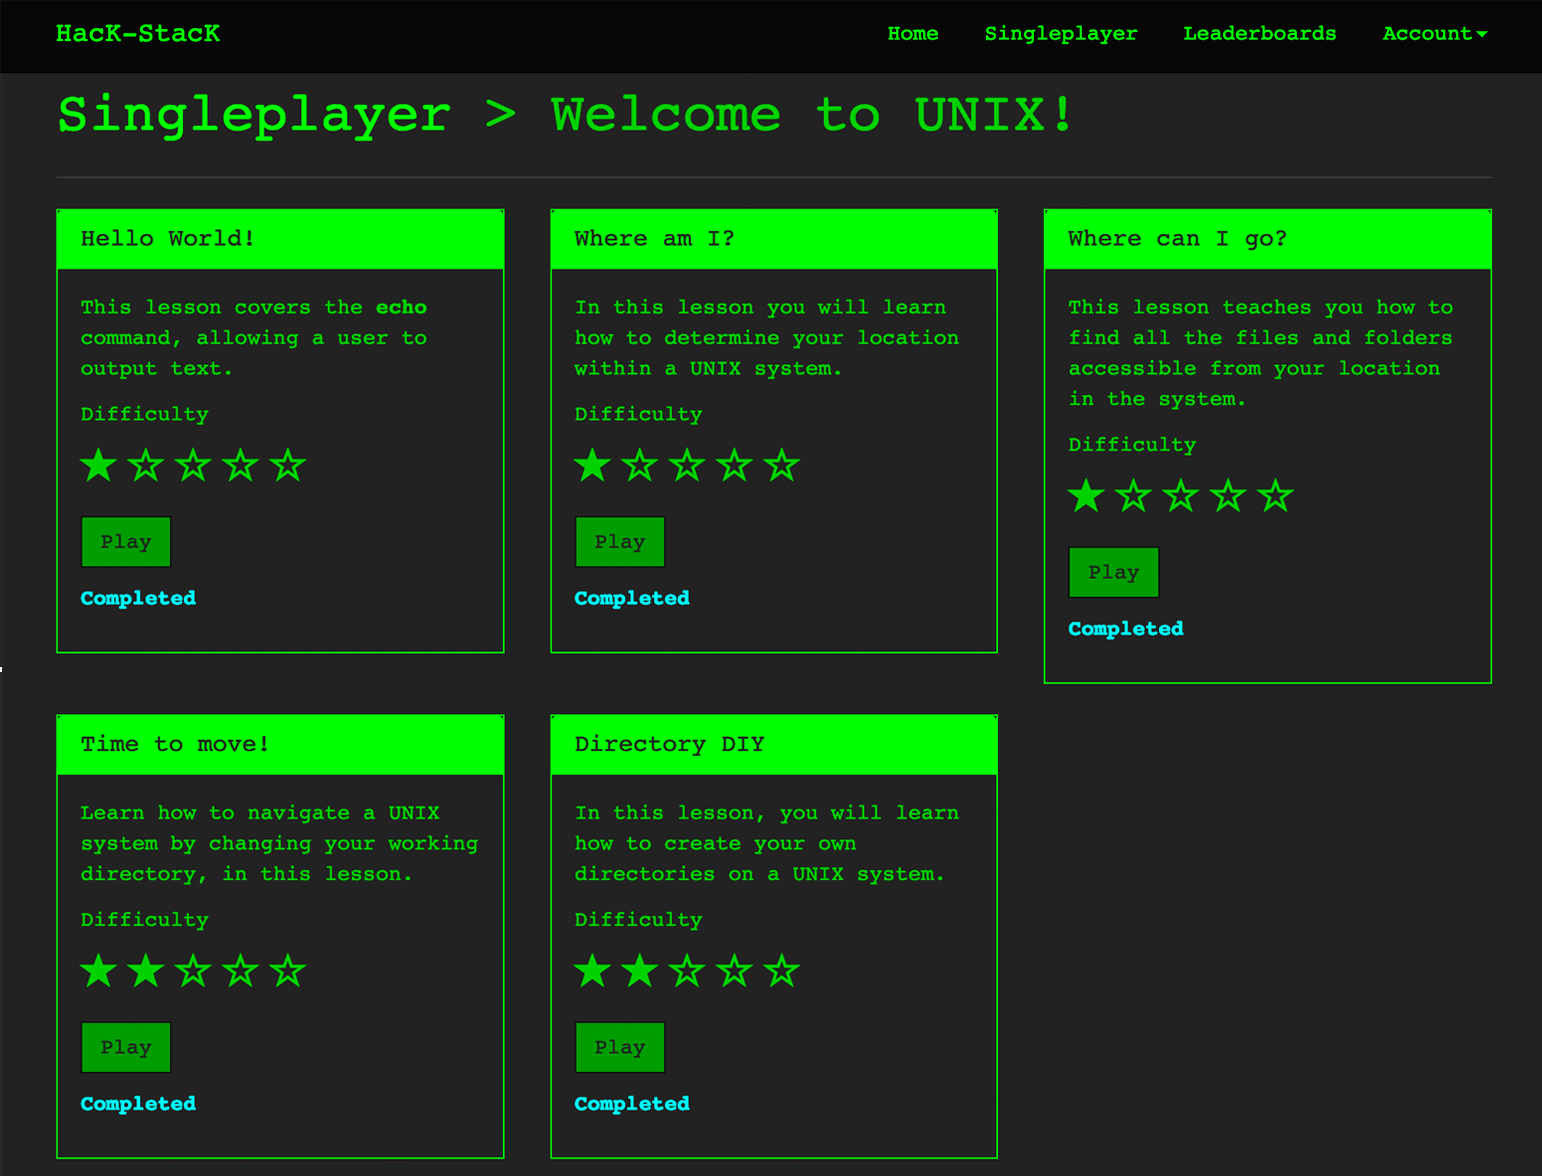 HacK-StacK
Home Singleplayer Leaderboards Account
Singleplayer > Welcome to UNIX!
Hello World!
This lesson covers the echo
command, allowing a user to
output text.
Difficulty
Play
Completed
Where am I?
In this lesson you will learn
how to determine your location
within a UNIX system.
Difficulty
Play
Completed
Where can I go?
This lesson teaches you how to
find all the files and folders
accessible from your location
in the system.
Difficulty
Play
Completed
Time to move!
Learn how to navigate a UNIX
system by changing your working
directory, in this lesson.
Difficulty
Play
Completed
Directory DIY
In this lesson, you will learn
how to create your own
directories on a UNIX system.
Difficulty
Play
Completed